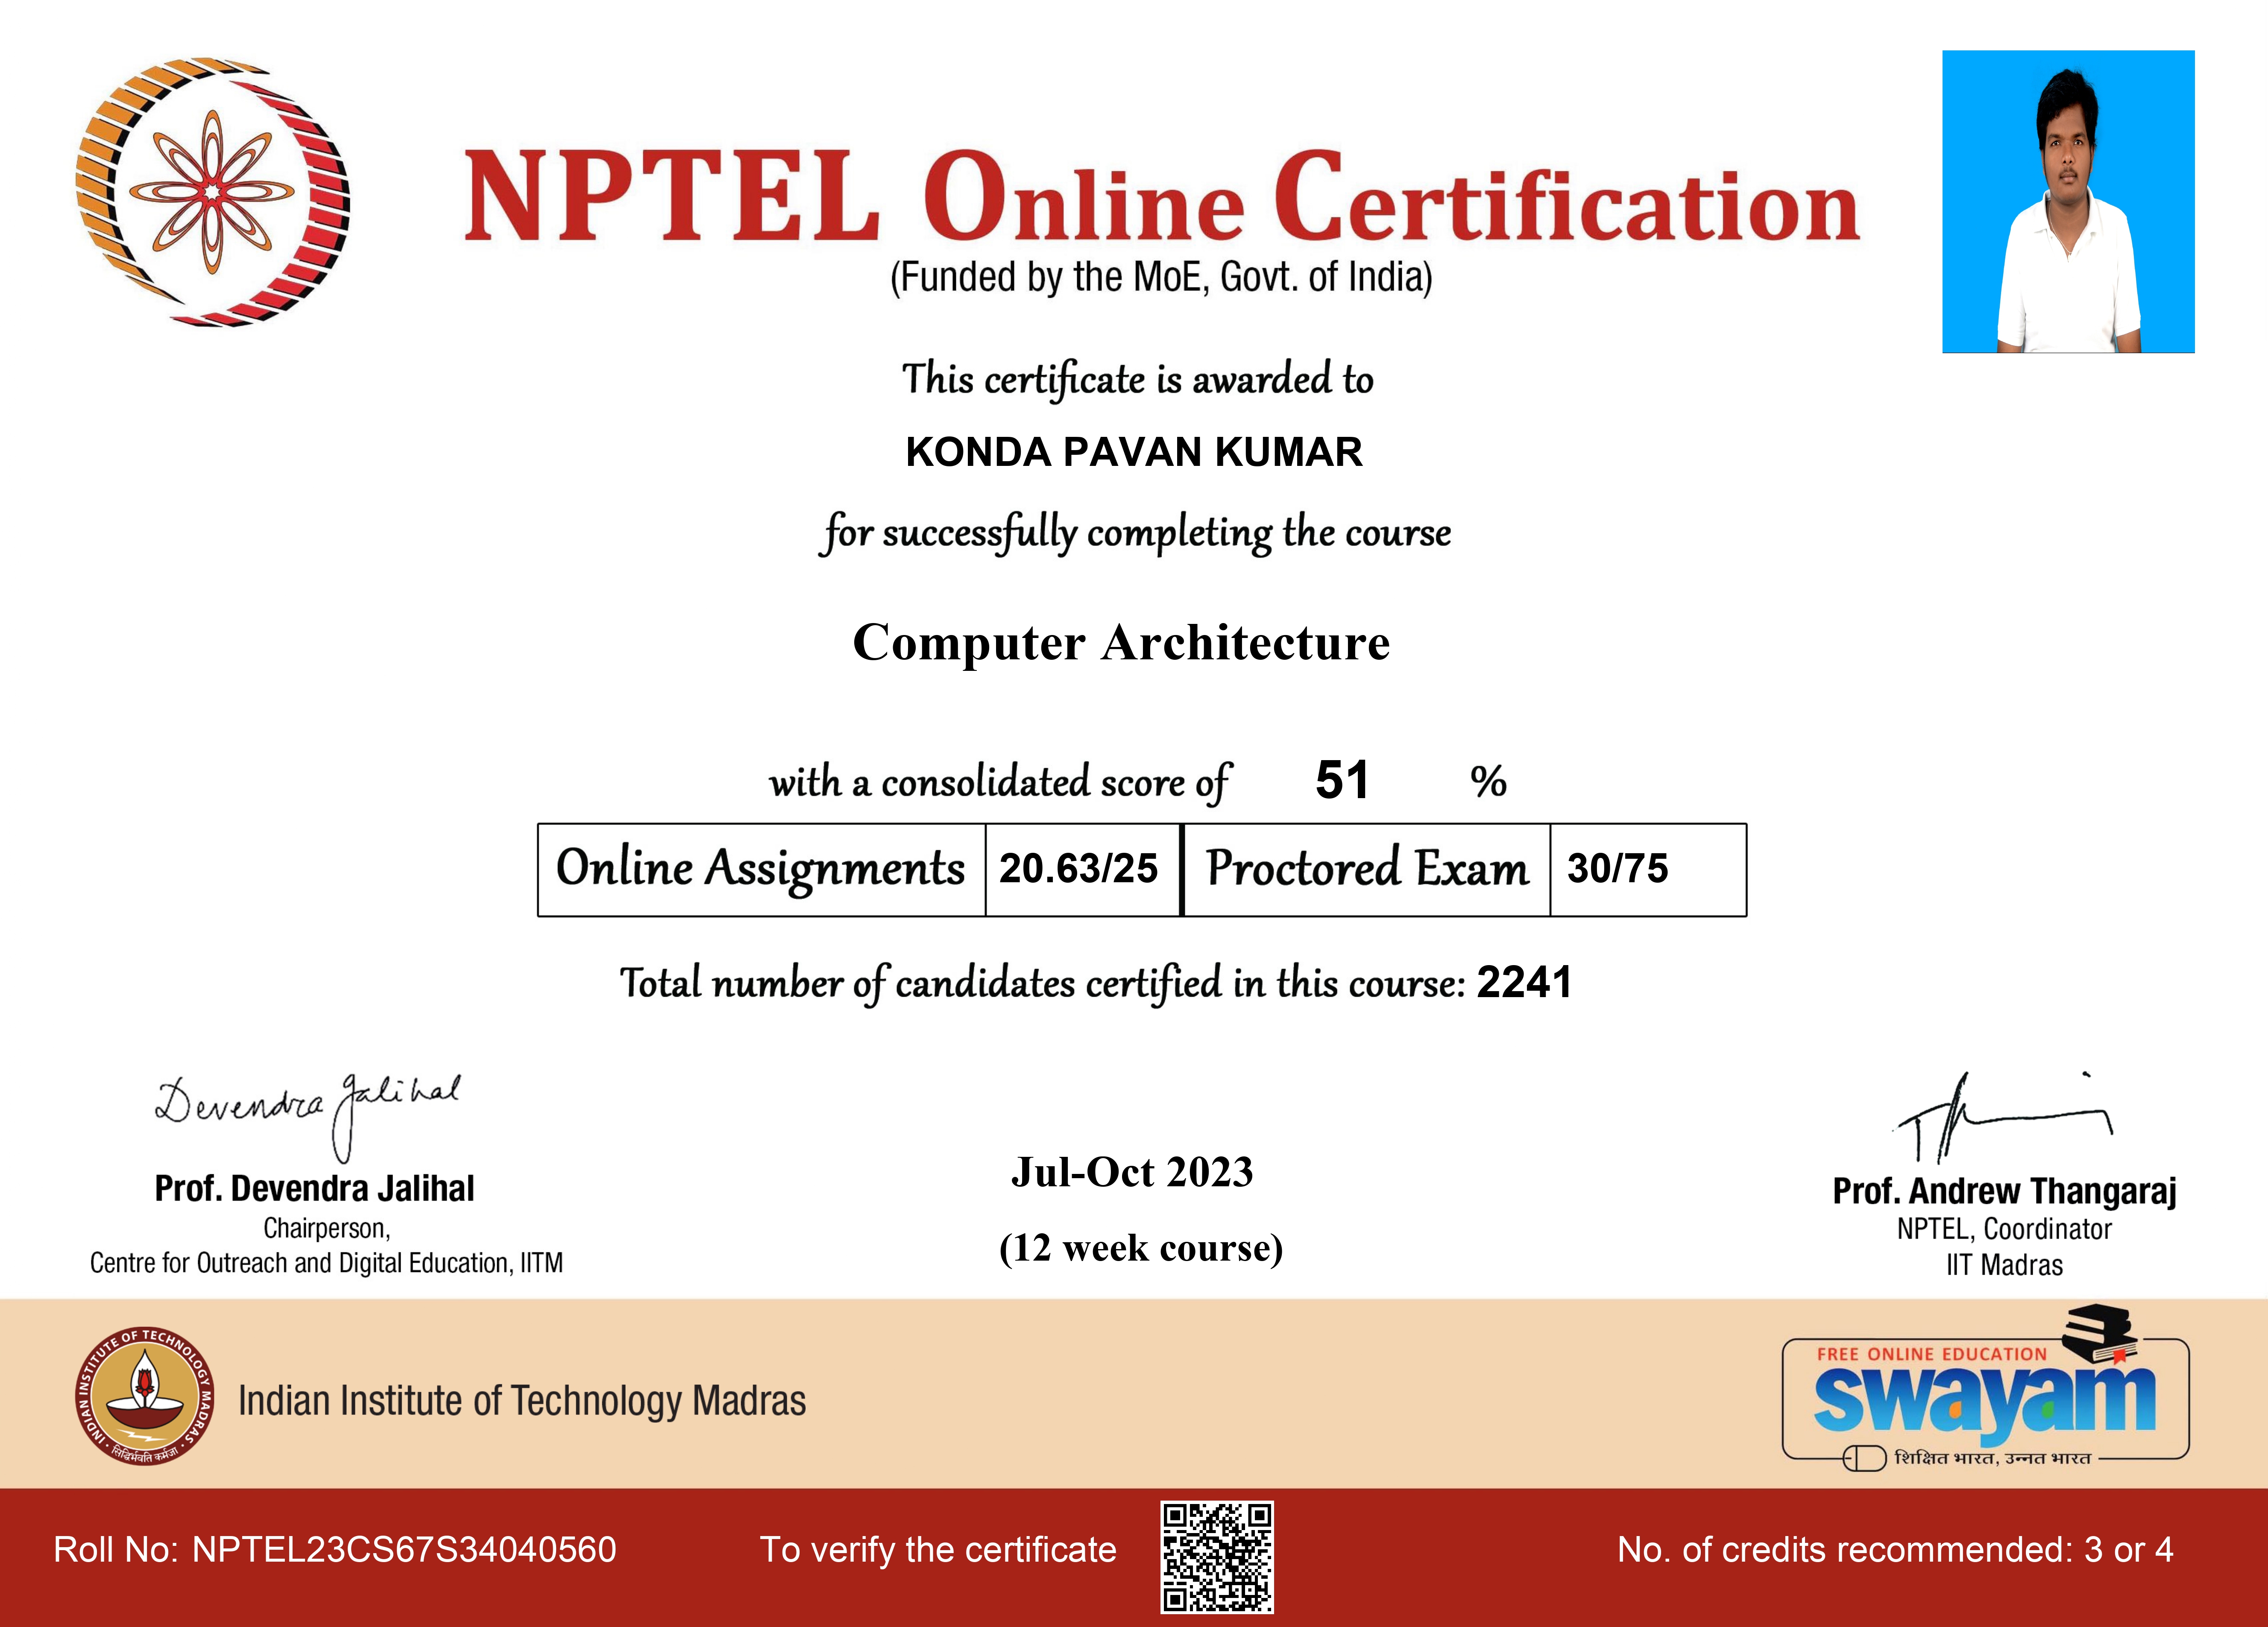 NPTEL Online Certification
(Funded by the MoE, Govt. of India)
This certificate is awarded to
KONDA PAVAN KUMAR
for successfully completing the course
Computer Architecture
with a consolidated score of 51 %
Online Assignments 20.63/25 Proctored Exam 30/75
Total number of candidates certified in this course: 2241
Devendra Jalihal
Prof. Devendra Jalihal
Chairperson,
Centre for Outreach and Digital Education, IITM
Jul-Oct 2023
(12 week course)
Prof. Andrew Thangaraj
NPTEL, Coordinator
IIT Madras
INDIAN INSTITUTE OF TECHNOLOGY MADRAS
सिद्धिर्भवति कर्मजा
Indian Institute of Technology Madras
FREE ONLINE EDUCATION
swayam
शिक्षित भारत, उन्नत भारत
Roll No: NPTEL23CS67S34040560
To verify the certificate
No. of credits recommended: 3 or 4